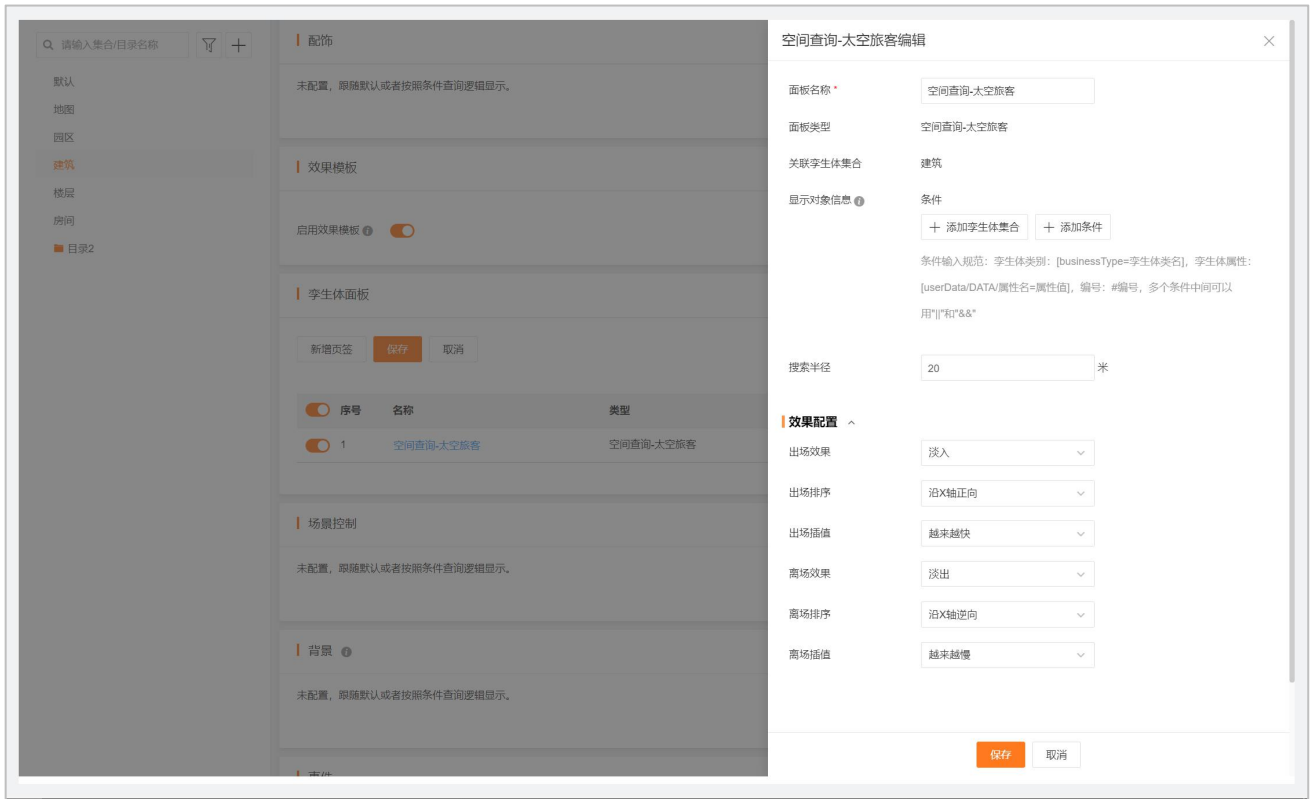 请输入集合/目录名称
默认
地图
园区
建筑
楼层
房间
目录2
配饰
未配置，跟随默认或者按照条件查询逻辑显示。
效果模板
启用效果模板
孪生体面板
新增页签 保存 取消
序号 名称 类型
1 空间查询-太空旅客 空间查询-太空旅客
场景控制
未配置，跟随默认或者按照条件查询逻辑显示。
背景
未配置，跟随默认或者按照条件查询逻辑显示。
事件
空间查询-太空旅客编辑
面板名称* 空间查询-太空旅客
面板类型 空间查询-太空旅客
关联孪生体集合 建筑
显示对象信息 条件
+ 添加孪生体集合 + 添加条件
条件输入规范：孪生体类别：[businessType=孪生体类名]，孪生体属性：
[userData/DATA/属性名=属性值]，编号：#编号，多个条件中间可以
用"||"和"&&"
搜索半径 20 米
效果配置
出场效果 淡入
出场排序 沿X轴正向
出场插值 越来越快
离场效果 淡出
离场排序 沿X轴逆向
离场插值 越来越慢
保存 取消